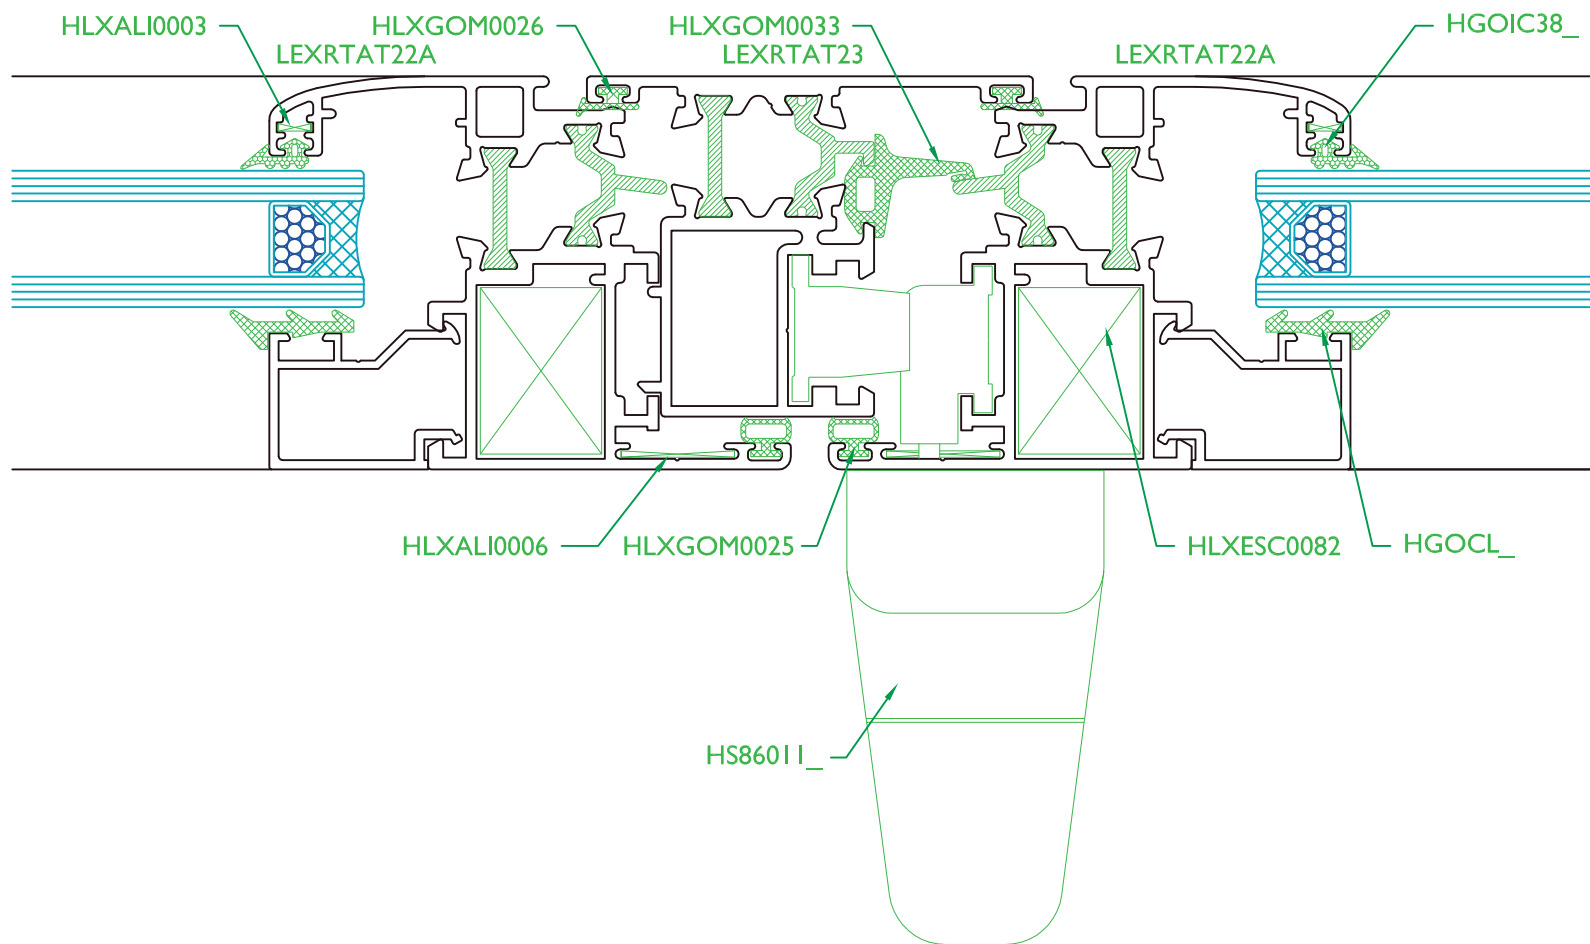 HLXALI0003
HLXGOM0026
HLXGOM0033
HGOIC38_
LEXRTAT22A
LEXRTAT23
LEXRTAT22A
HLXALI0006
HLXGOM0025
HLXESC0082
HGOCL_
HS86011_